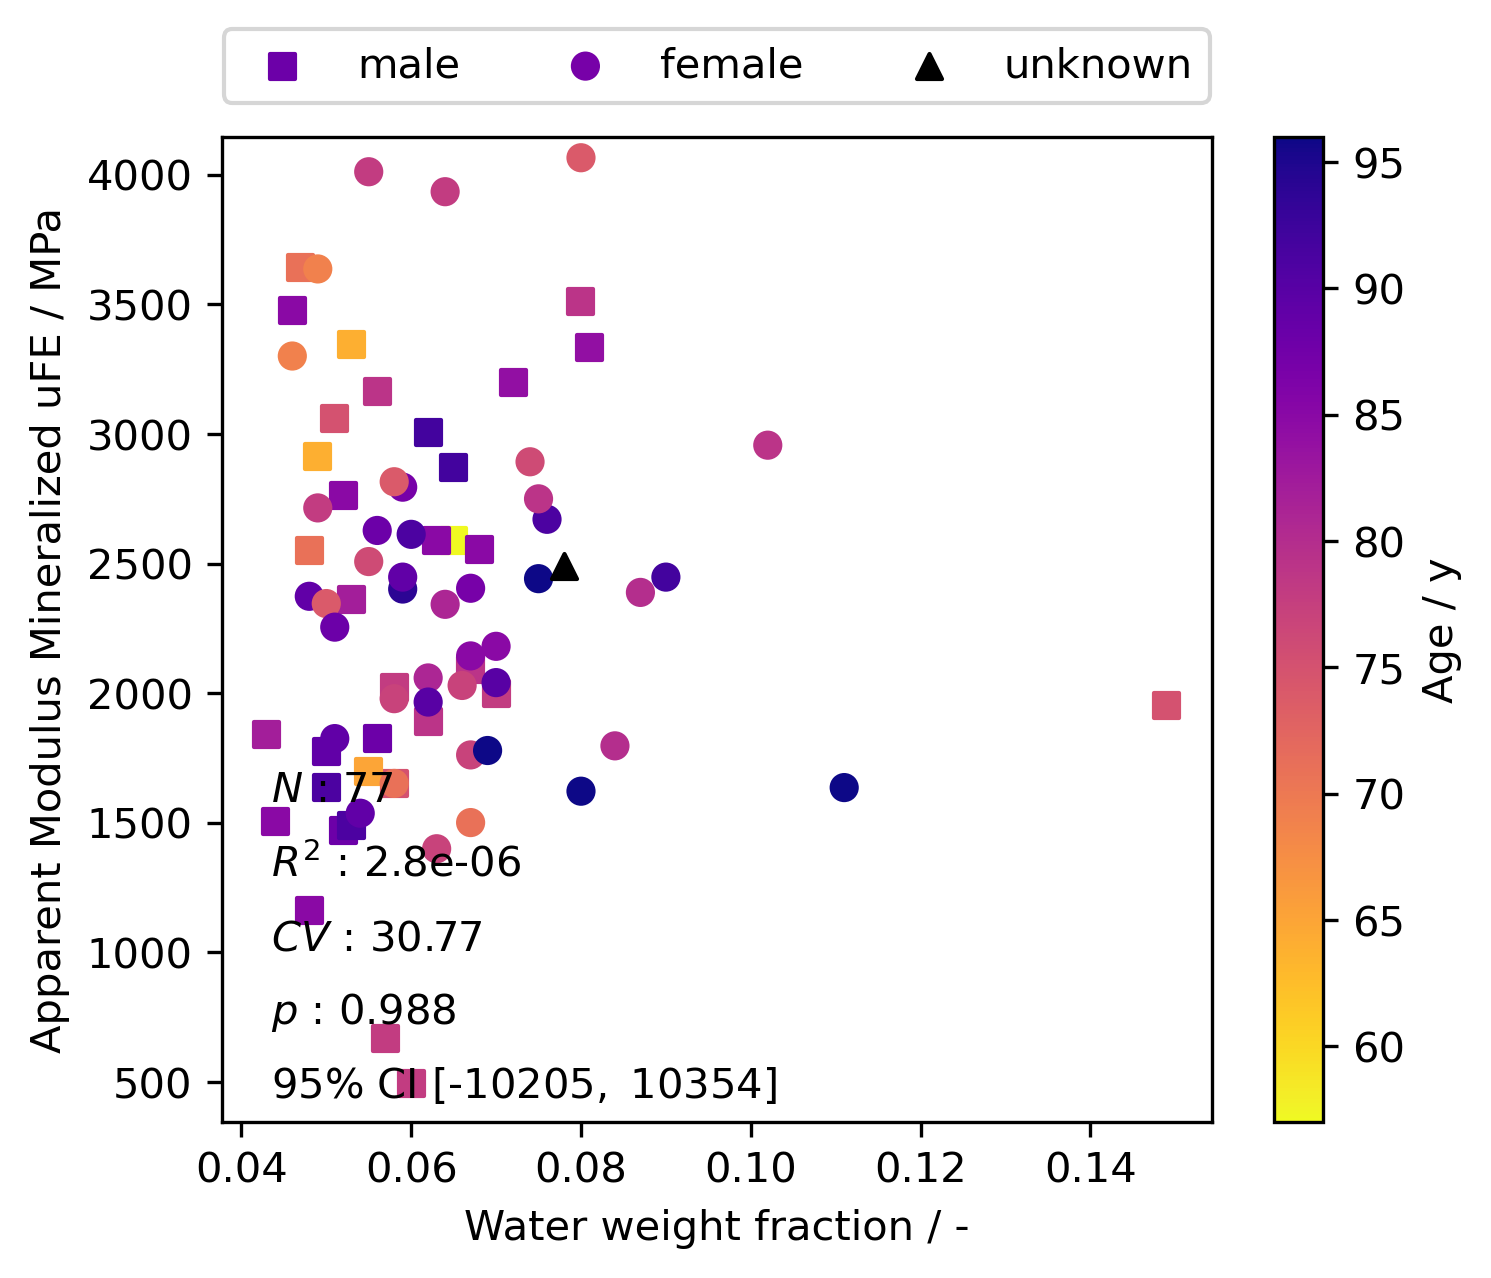 male female unknown
4000
3500
3000
2500
2000
1500
1000
500
Apparent Modulus Mineralized uFE / MPa
N : 77
R² : 2.8e-06
CV : 30.77
p : 0.988
95% CI [-10205, 10354]
0.04 0.06 0.08 0.10 0.12 0.14
Water weight fraction / -
95
90
85
80
75
70
65
60
Age / y